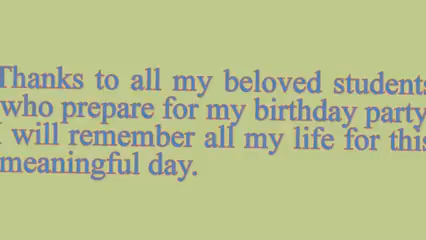 Thanks to all my beloved students
who prepare for my birthday party
I will remember all my life for this
meaningful day.